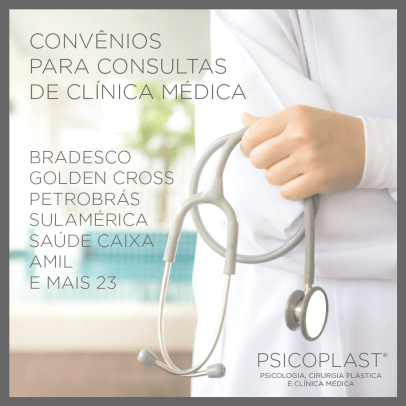 CONVÊNIOS
PARA CONSULTAS
DE CLÍNICA MÉDICA
BRADESCO
GOLDEN CROSS
PETROBRÁS
SULAMÉRICA
SAÚDE CAIXA
AMIL
E MAIS 23
PSICOPLAST®
PSICOLOGIA, CIRURGIA PLÁSTICA
E CLÍNICA MÉDICA